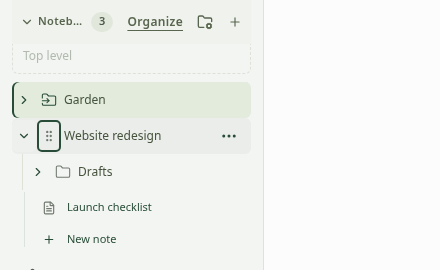 Noteb... 3 Organize
Top level
Garden
Website redesign
Drafts
Launch checklist
New note